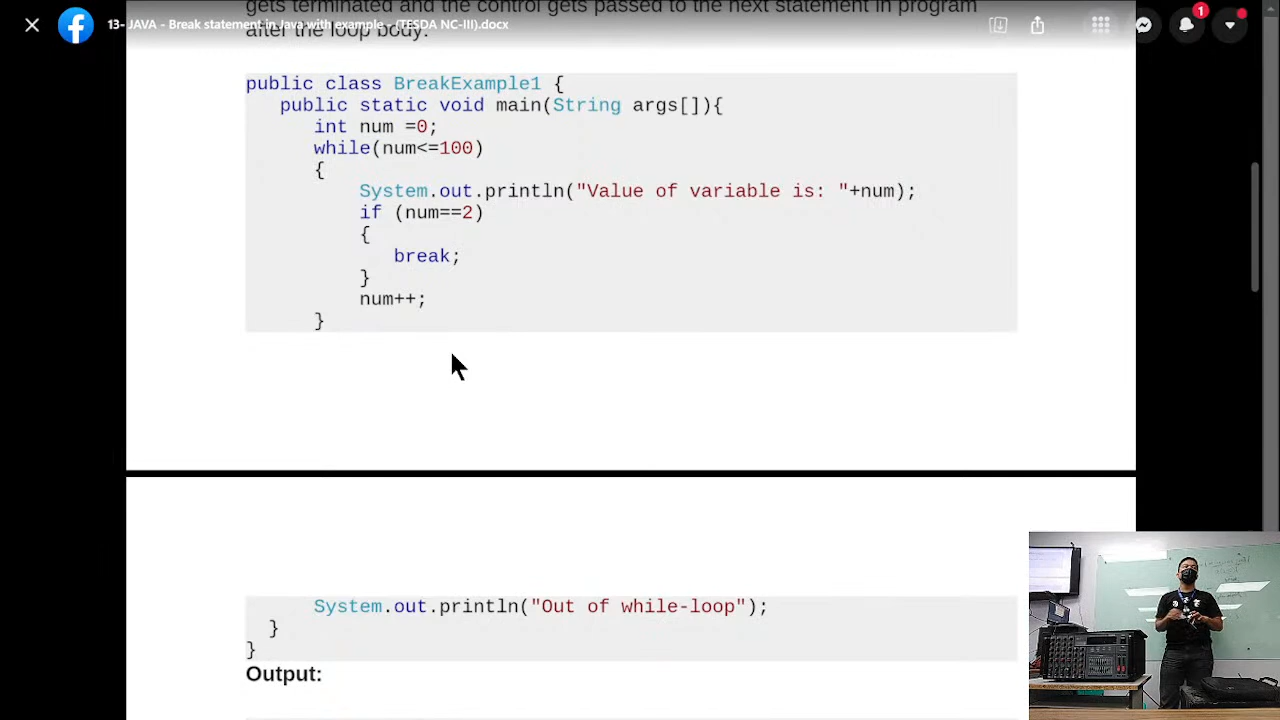 gets terminated and the control gets passed to the next statement in program
13- JAVA - Break statement in Java with example - (TESDA NC-III).docx
after the loop body.
1
public class BreakExample1 {
public static void main(String args[]){
int num =0;
while(num<=100)
{
System.out.println("Value of variable is: "+num);
if (num==2)
{
break;
}
num++;
}
System.out.println("Out of while-loop");
}
}
Output: